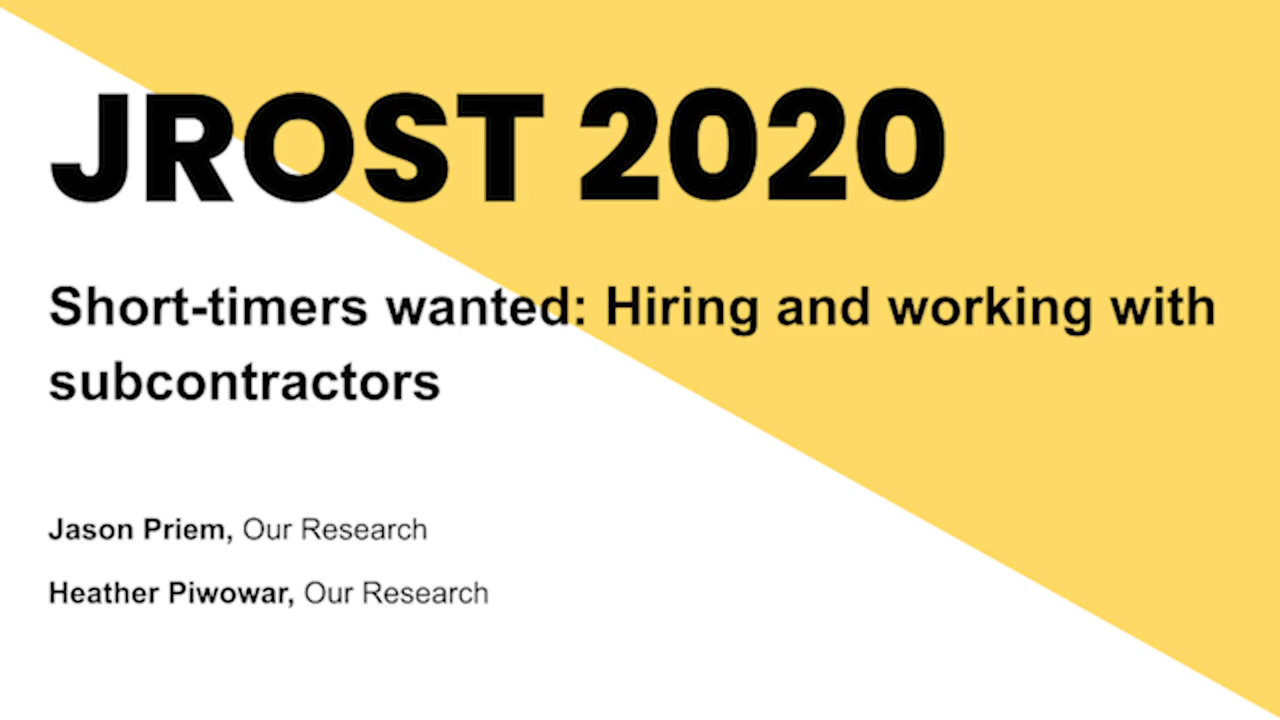 JROST 2020
Short-timers wanted: Hiring and working with
subcontractors
Jason Priem, Our Research
Heather Piwowar, Our Research